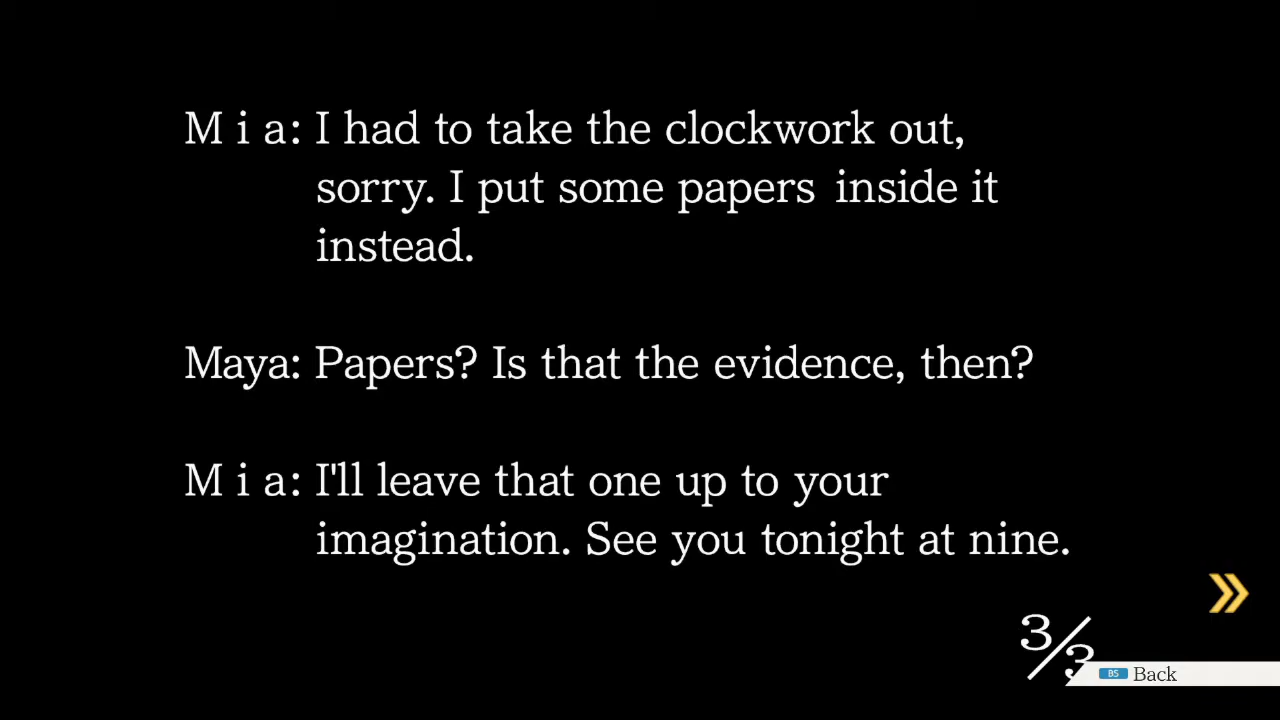 M i a: I had to take the clockwork out,
sorry. I put some papers inside it
instead.
Maya: Papers? Is that the evidence, then?
M i a: I'll leave that one up to your
imagination. See you tonight at nine.
3/3
BS Back